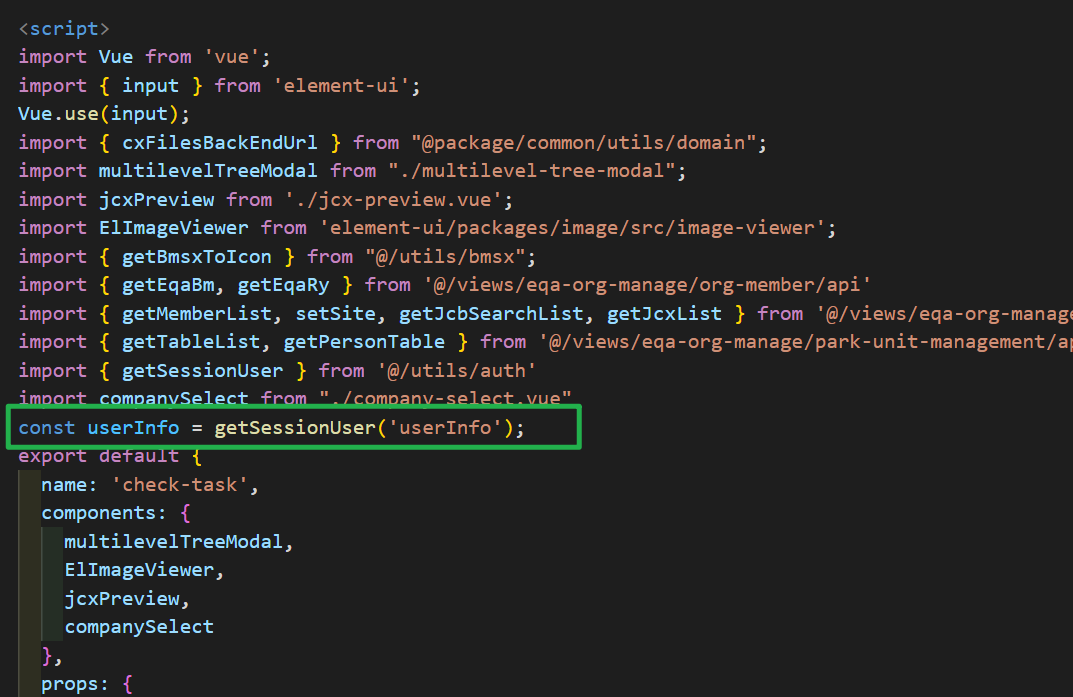 <script>
import Vue from 'vue';
import { input } from 'element-ui';
Vue.use(input);
import { cxFilesBackEndUrl } from "@package/common/utils/domain";
import multilevelTreeModal from "./multilevel-tree-modal";
import jcxPreview from './jcx-preview.vue';
import ElImageViewer from 'element-ui/packages/image/src/image-viewer';
import { getBmsxToIcon } from "@/utils/bmsx";
import { getEqaBm, getEqaRy } from '@/views/eqa-org-manage/org-member/api'
import { getMemberList, setSite, getJcbSearchList, getJcxList } from '@/views/eqa-org-manage
import { getTableList, getPersonTable } from '@/views/eqa-org-manage/park-unit-management/ap
import { getSessionUser } from '@/utils/auth'
import companySelect from "./company-select.vue"
const userInfo = getSessionUser('userInfo');
export default {
name: 'check-task',
components: {
multilevelTreeModal,
ElImageViewer,
jcxPreview,
companySelect
},
props: {